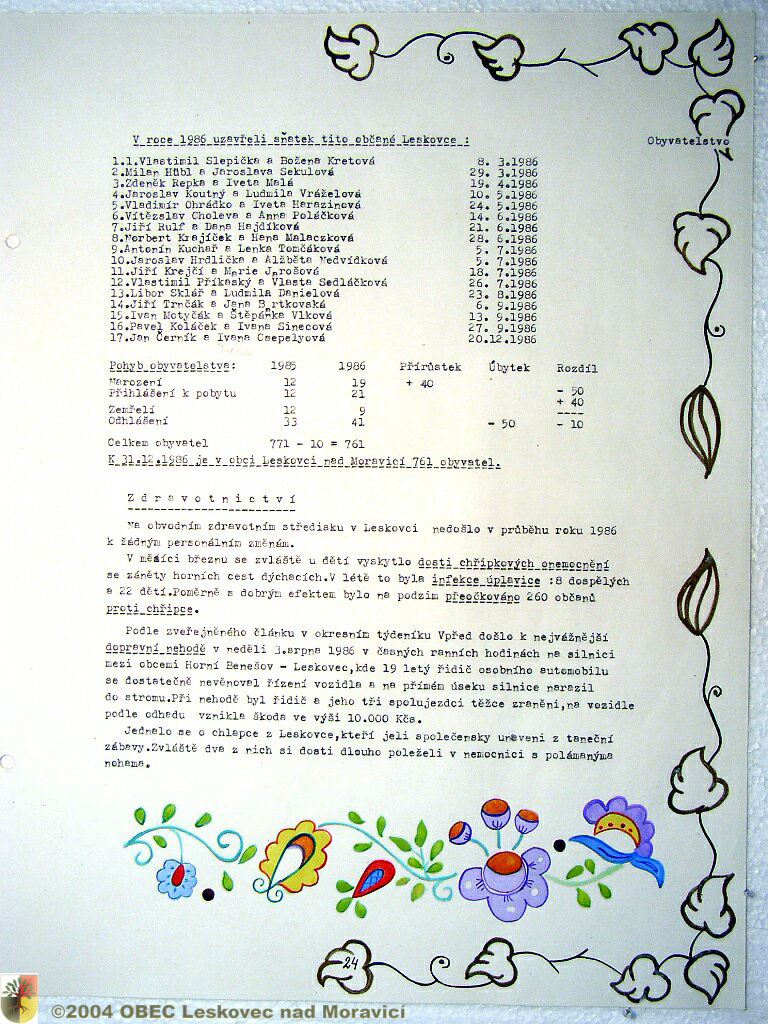 V roce 1986 uzavřeli sňatek tito občané Leskovce :
Obyvatelstvo
1.1.Vlastimil Slepička a Božena Kretová 8. 3.1986
2.Milan Hübl a Jaroslava Sekulová 29. 3.1986
3.Zdeněk Repka a Iveta Malá 19. 4.1986
4.Jaroslav Koutný a Ludmila Vráželová 10. 5.1986
5.Vladimír Ohrádko a Iveta Harazinová 24. 5.1986
6.Vítězslav Choleva a Anna Poláčková 14. 6.1986
7.Jiří Rulf a Dana Hajdíková 21. 6.1986
8.Norbert Krajíček a Hana Malaczková 28. 6.1986
9.Antonín Kuchař a Lenka Tomčáková 5. 7.1986
10.Jaroslav Hrdlička a Alžběta Nedvídková 5. 7.1986
11.Jiří Krejčí a Marie Jarošová 18. 7.1986
12.Vlastimil Příkaský a Vlasta Sedláčková 26. 7.1986
13.Libor Sklář a Ludmila Danielová 23. 8.1986
14.Jiří Trnčák a Jana Bartkovská 6. 9.1986
15.Ivan Motyčák a Štěpánka Vlková 13. 9.1986
16.Pavel Koláček a Ivana Sinecová 27. 9.1986
17.Jan Černík a Ivana Csepelyová 20.12.1986
Pohyb obyvatelstva: 1985 1986 Přírůstek Úbytek Rozdíl
Narození 12 19 + 40
Přihlášení k pobytu 12 21 - 50
+ 40
Zemřelí 12 9 ----
Odhlášení 33 41 - 50 - 10
Celkem obyvatel 771 - 10 = 761
K 31.12.1986 je v obci Leskovci nad Moravicí 761 obyvatel.
Z d r a v o t n i c t v í
Na obvodním zdravotním středisku v Leskovci nedošlo v průběhu roku 1986
k žádným personálním změnám.
V měsíci březnu se zvláště u dětí vyskytlo dosti chřipkových onemocnění
se záněty horních cest dýchacích.V létě to byla infekce úplavice :8 dospělých
a 22 dětí.Poměrně s dobrým efektem bylo na podzim přeočkováno 260 občanů
proti chřipce.
Podle zveřejněného článku v okresním týdeníku Vpřed došlo k nejvážnější
dopravní nehodě v neděli 3.srpna 1986 v časných ranních hodinách na silnici
mezi obcemi Horní Benešov - Leskovec,kde 19 letý řidič osobního automobilu
se dostatečně nevěnoval řízení vozidla a na přímém úseku silnice narazil
do stromu.Při nehodě byl řidič a jeho tři spolujezdci těžce zraněni,na vozidle
podle odhadu vznikla škoda ve výši 10.000 Kčs.
Jednalo se o chlapce z Leskovce,kteří jeli společensky unaveni z taneční
zábavy.Zvláště dva z nich si dosti dlouho poleželi v nemocnici s polámanýma
nohama.
24
©2004 OBEC Leskovec nad Moravicí